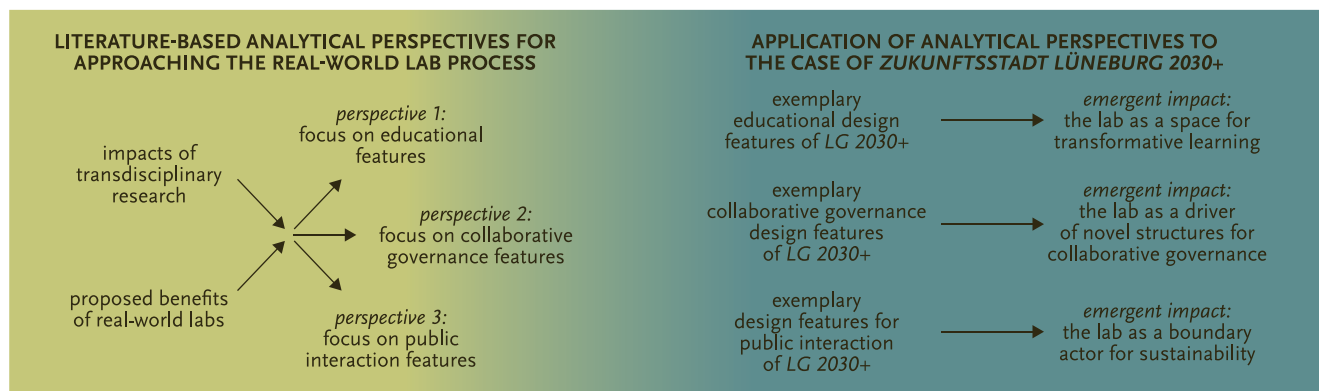 LITERATURE-BASED ANALYTICAL PERSPECTIVES FOR
APPROACHING THE REAL-WORLD LAB PROCESS
impacts of
transdisciplinary
research
proposed benefits
of real-world labs
perspective 1:
focus on educational
features
perspective 2:
focus on collaborative
governance features
perspective 3:
focus on public
interaction features
APPLICATION OF ANALYTICAL PERSPECTIVES TO
THE CASE OF ZUKUNFTSSTADT LÜNEBURG 2030+
exemplary
educational design
features of LG 2030+
emergent impact:
the lab as a space for
transformative learning
exemplary
collaborative governance
design features
of LG 2030+
emergent impact:
the lab as a driver
of novel structures for
collaborative governance
exemplary
design features for
public interaction
of LG 2030+
emergent impact:
the lab as a boundary
actor for sustainability